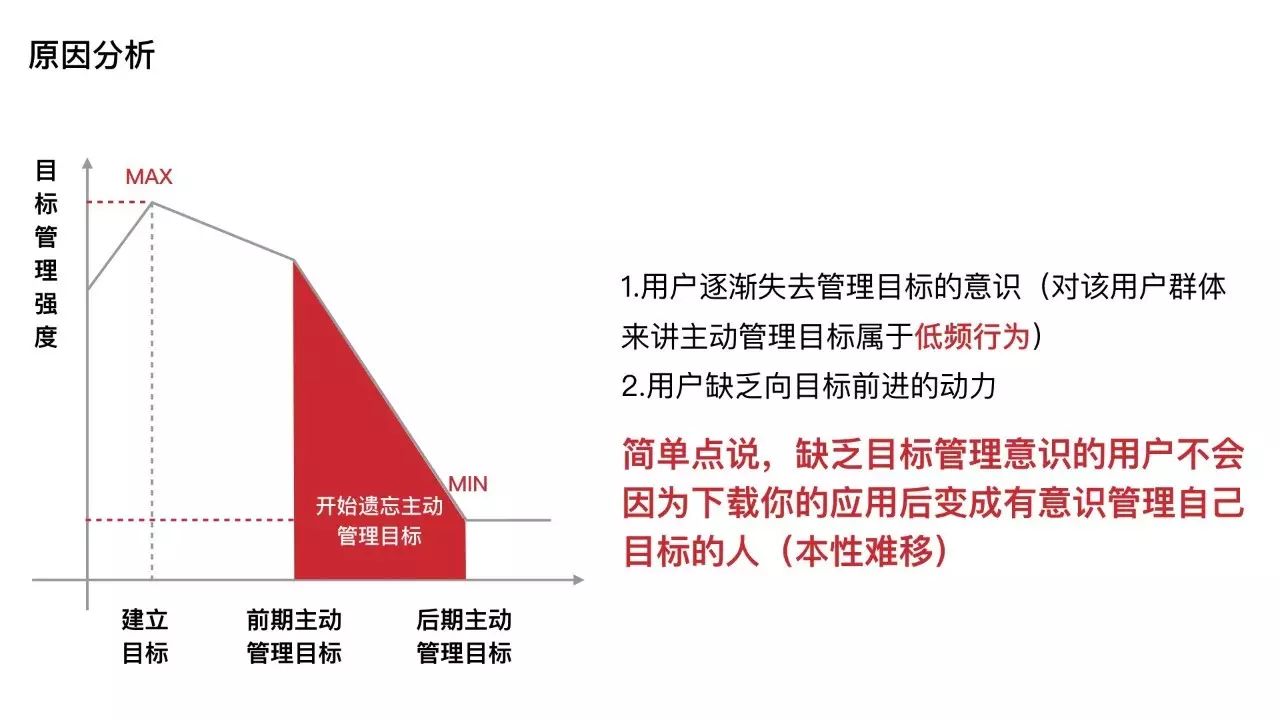 原因分析
目标管理强度
MAX
MIN
开始遗忘主动
管理目标
建立
目标
前期主动
管理目标
后期主动
管理目标
1.用户逐渐失去管理目标的意识（对该用户群体
来讲主动管理目标属于低频行为）
2.用户缺乏向目标前进的动力
简单点说，缺乏目标管理意识的用户不会
因为下载你的应用后变成有意识管理自己
目标的人（本性难移）